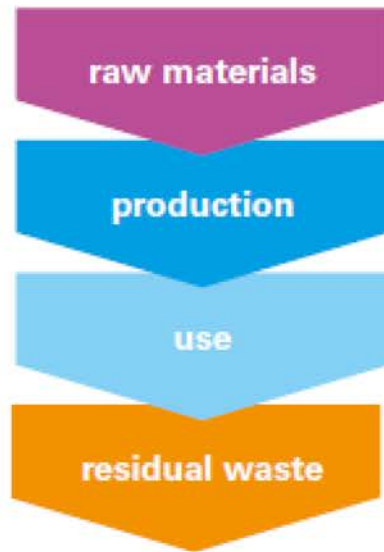 raw materials
production
use
residual waste